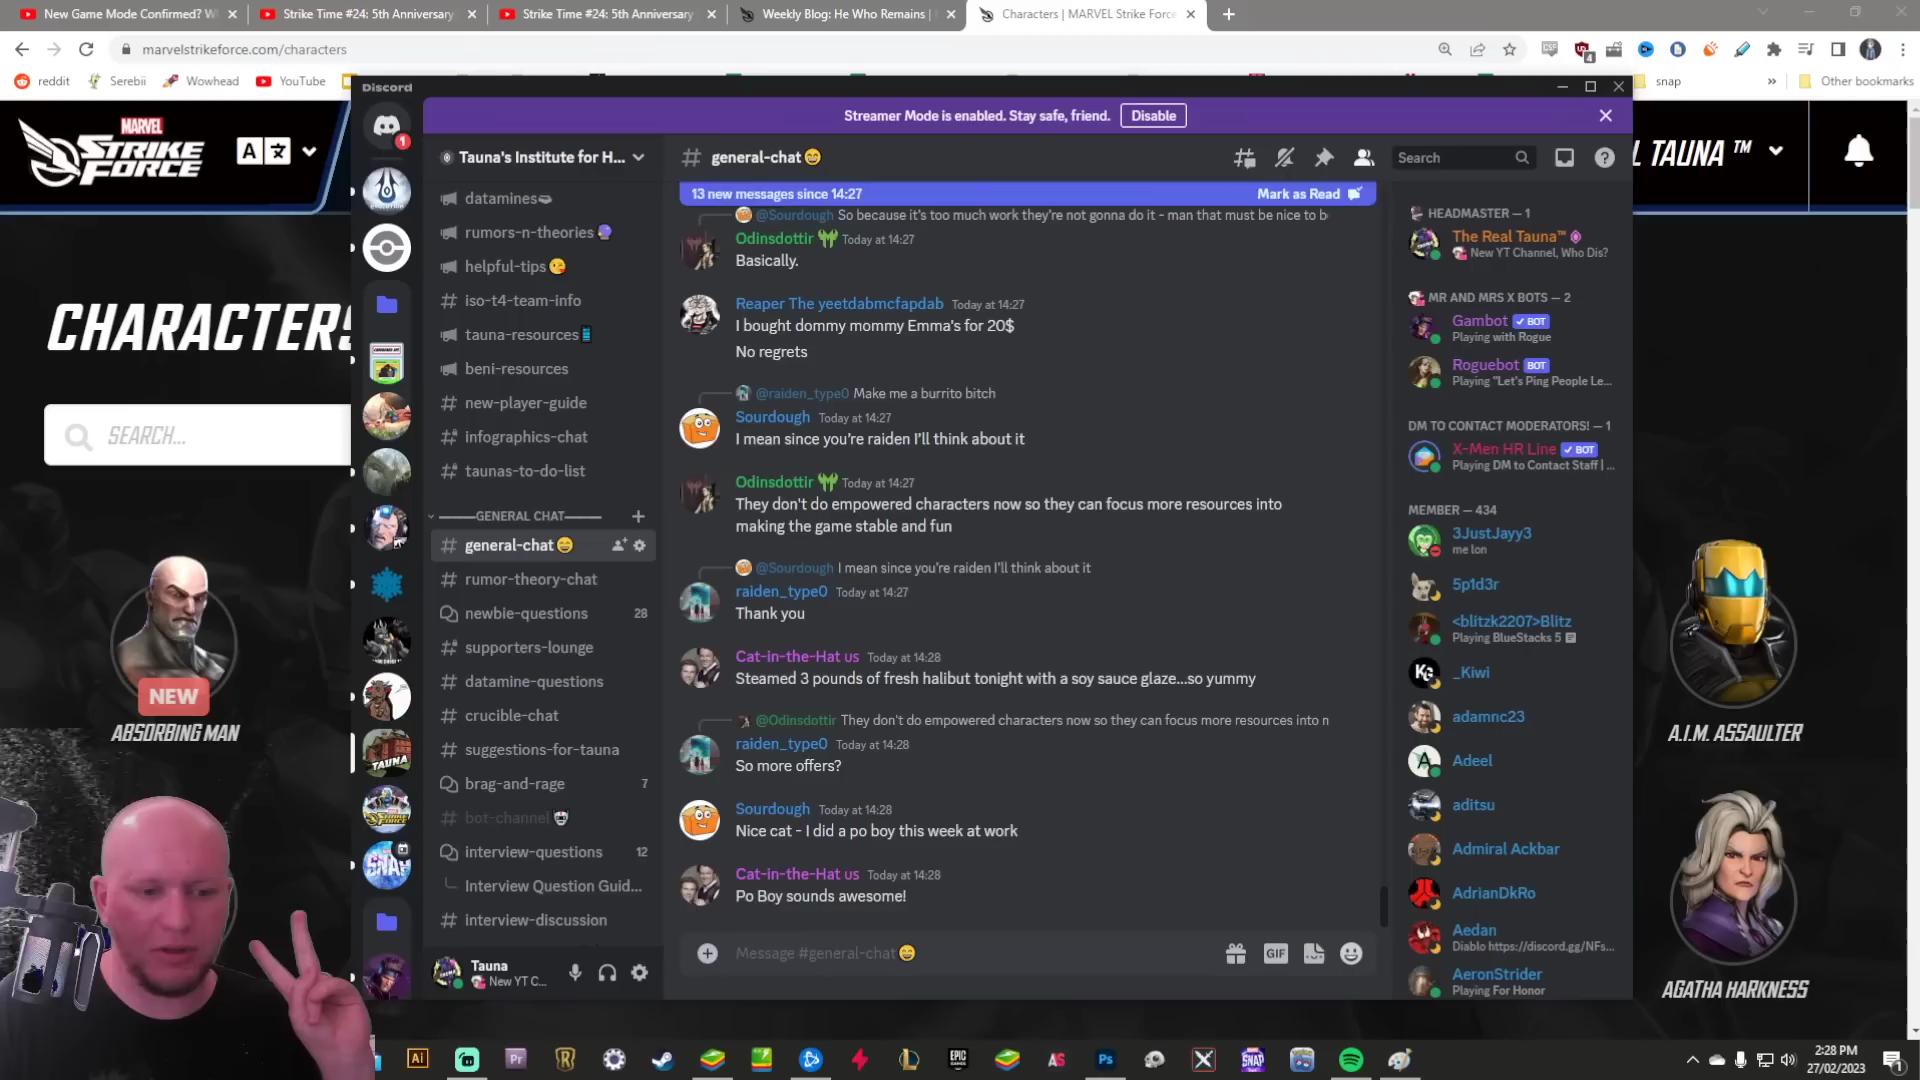 New Game Mode Confirmed? W
Strike Time #24: 5th Anniversary
Strike Time #24: 5th Anniversary
Weekly Blog: He Who Remains |
Characters | MARVEL Strike Force
marvelstrikeforce.com/characters
reddit
Serebii
Wowhead
YouTube
snap
»
Other bookmarks
MARVEL
STRIKE
FORCE
L TAUNA ™
CHARACTERS
SEARCH...
NEW
ABSORBING MAN
A.I.M. ASSAULTER
AGATHA HARKNESS
Discord
Streamer Mode is enabled. Stay safe, friend.
Disable
1
Tauna's Institute for H...
datamines
rumors-n-theories
helpful-tips
iso-t4-team-info
tauna-resources
beni-resources
new-player-guide
infographics-chat
taunas-to-do-list
GENERAL CHAT
general-chat
rumor-theory-chat
newbie-questions 28
supporters-lounge
datamine-questions
crucible-chat
suggestions-for-tauna
brag-and-rage 7
bot-channel
interview-questions 12
Interview Question Guid...
interview-discussion
TAUNA
SNAP
Tauna
New YT C...
# general-chat
Search
13 new messages since 14:27
Mark as Read
@Sourdough So because it's too much work they're not gonna do it - man that must be nice to b
Odinsdottir Today at 14:27
Basically.
Reaper The yeetdabmcfapdab Today at 14:27
I bought dommy mommy Emma's for 20$
No regrets
@raiden_type0 Make me a burrito bitch
Sourdough Today at 14:27
I mean since you're raiden I'll think about it
Odinsdottir Today at 14:27
They don't do empowered characters now so they can focus more resources into
making the game stable and fun
@Sourdough I mean since you're raiden I'll think about it
raiden_type0 Today at 14:27
Thank you
Cat-in-the-Hat us Today at 14:28
Steamed 3 pounds of fresh halibut tonight with a soy sauce glaze...so yummy
@Odinsdottir They don't do empowered characters now so they can focus more resources into n
raiden_type0 Today at 14:28
So more offers?
Sourdough Today at 14:28
Nice cat - I did a po boy this week at work
Cat-in-the-Hat us Today at 14:28
Po Boy sounds awesome!
Message #general-chat
GIF
HEADMASTER — 1
The Real Tauna™
New YT Channel, Who Dis?
MR AND MRS X BOTS — 2
Gambot BOT
Playing with Rogue
Roguebot BOT
Playing "Let's Ping People Le...
DM TO CONTACT MODERATORS! — 1
X-Men HR Line BOT
Playing DM to Contact Staff | ...
MEMBER — 434
3JustJayy3
me lon
5p1d3r
<blitzk2207>Blitz
Playing BlueStacks 5
_Kiwi
adamnc23
Adeel
aditsu
Admiral Ackbar
AdrianDkRo
Aedan
Diablo https://discord.gg/NFs...
AeronStrider
Playing For Honor
Ai
Pr
EPIC
AS
Ps
SNAP
2:28 PM
27/02/2023
1